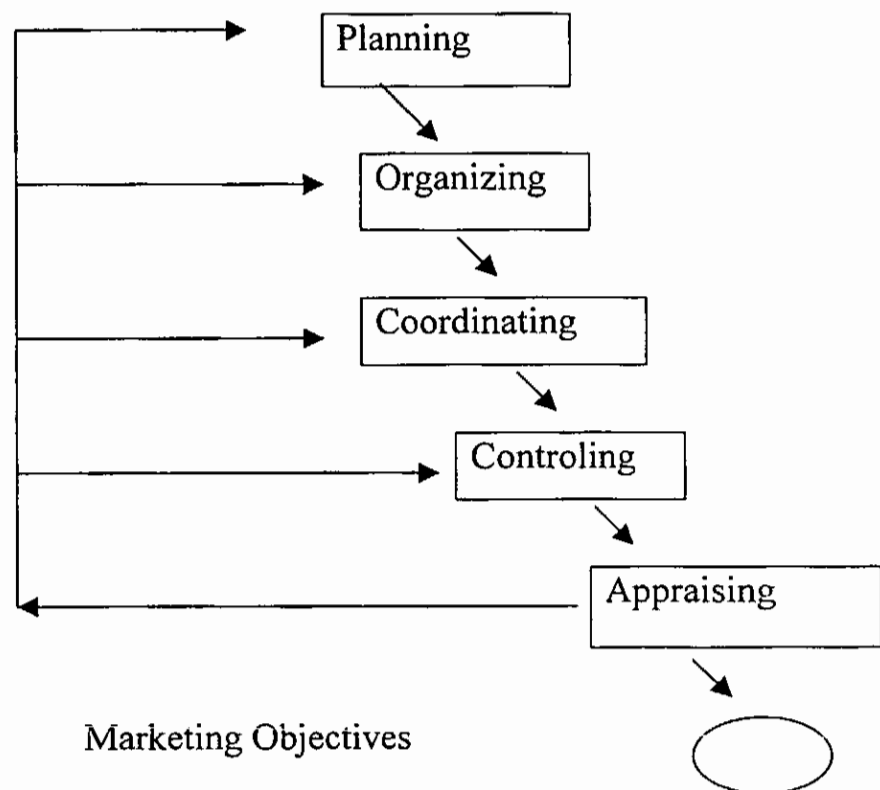 Planning
Organizing
Coordinating
Controling
Appraising
Marketing Objectives